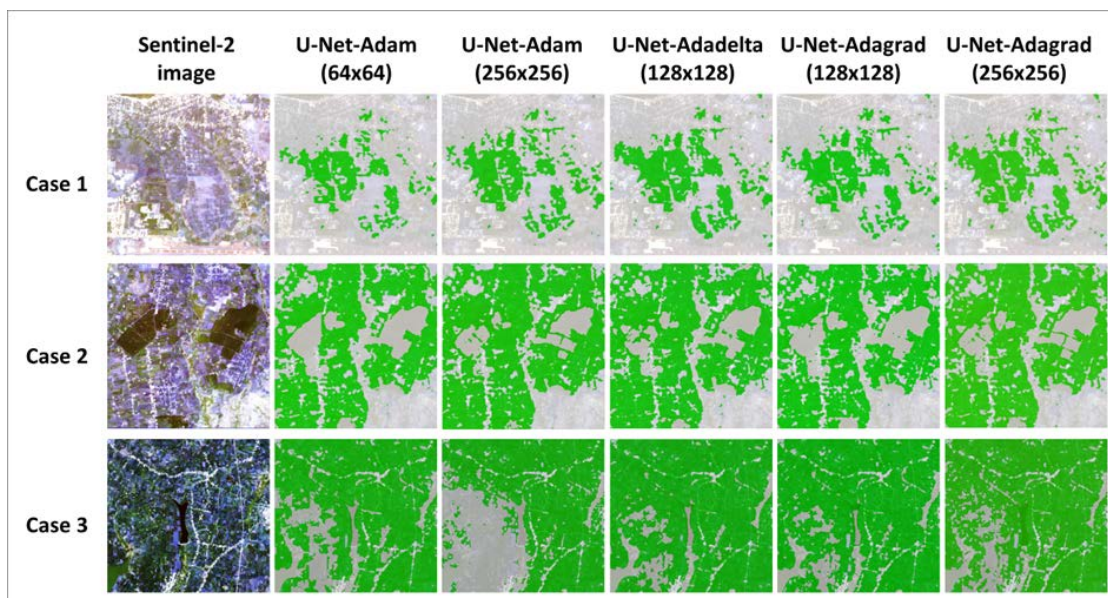 Sentinel-2 image
U-Net-Adam (64x64)
U-Net-Adam (256x256)
U-Net-Adadelta (128x128)
U-Net-Adagrad (128x128)
U-Net-Adagrad (256x256)
Case 1
Case 2
Case 3